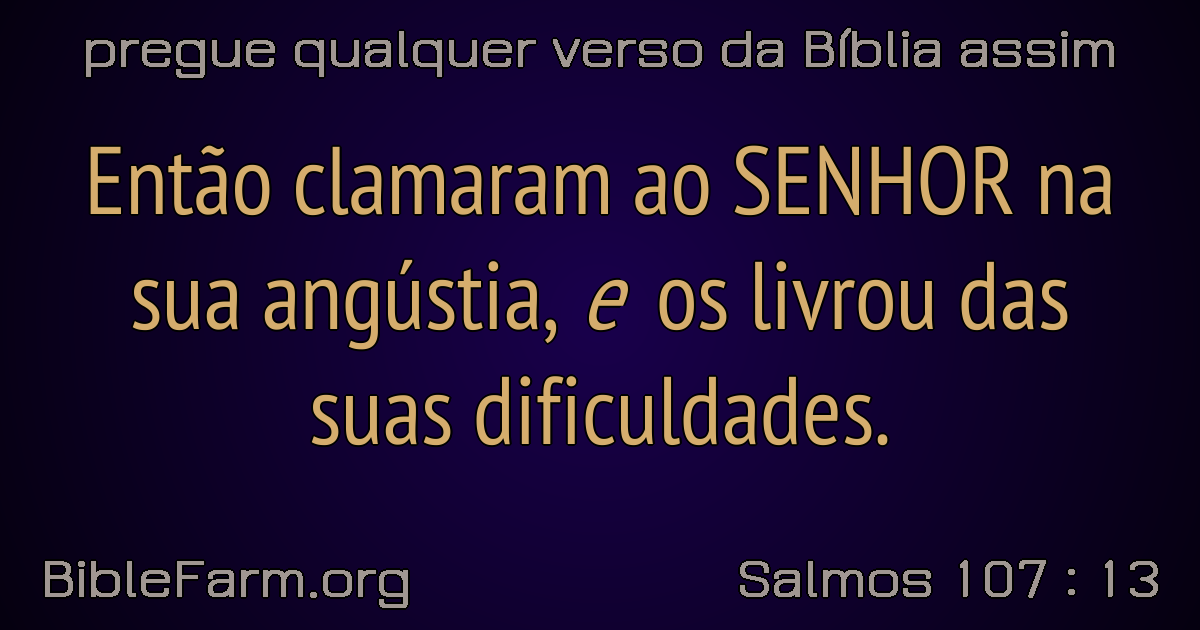 pregue qualquer verso da Bíblia assim
Então clamaram ao SENHOR na
sua angústia, e os livrou das
suas dificuldades.
BibleFarm.org
Salmos 107 : 13